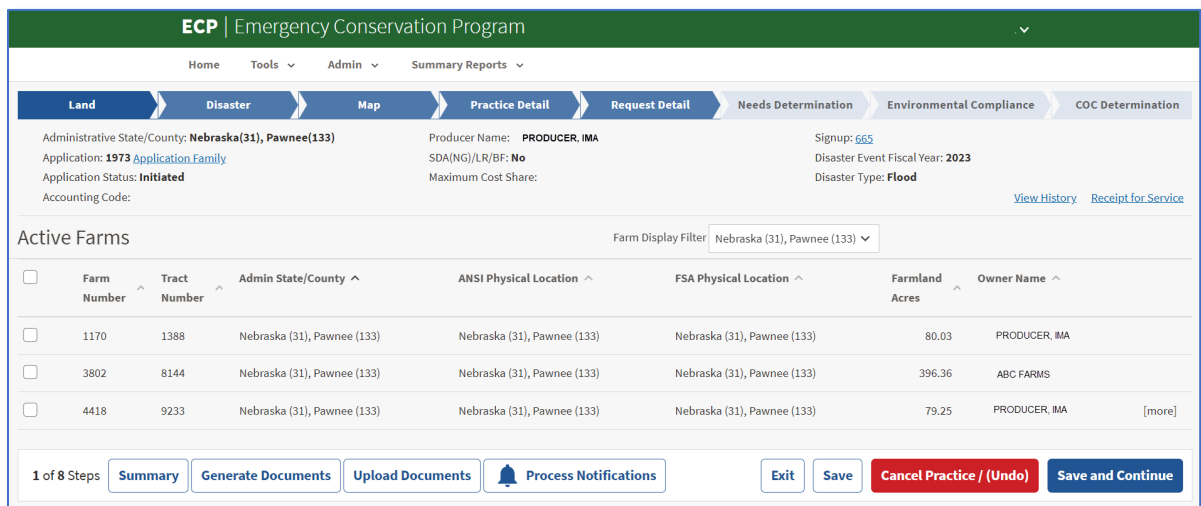 ECP | Emergency Conservation Program
Home Tools Admin Summary Reports
Land Disaster Map Practice Detail Request Detail Needs Determination Environmental Compliance COC Determination
Administrative State/County: Nebraska(31), Pawnee(133) Producer Name: PRODUCER, IMA Signup: 665
Application: 1973 Application Family SDA(NG)/LR/BF: No Disaster Event Fiscal Year: 2023
Application Status: Initiated Maximum Cost Share: Disaster Type: Flood
Accounting Code: View History Receipt for Service
Active Farms Farm Display Filter Nebraska (31), Pawnee (133)
Farm Number Tract Number Admin State/County ANSI Physical Location FSA Physical Location Farmland Acres Owner Name
1170 1388 Nebraska (31), Pawnee (133) Nebraska (31), Pawnee (133) Nebraska (31), Pawnee (133) 80.03 PRODUCER, IMA
3802 8144 Nebraska (31), Pawnee (133) Nebraska (31), Pawnee (133) Nebraska (31), Pawnee (133) 396.36 ABC FARMS
4418 9233 Nebraska (31), Pawnee (133) Nebraska (31), Pawnee (133) Nebraska (31), Pawnee (133) 79.25 PRODUCER, IMA [more]
1 of 8 Steps Summary Generate Documents Upload Documents Process Notifications Exit Save Cancel Practice / (Undo) Save and Continue